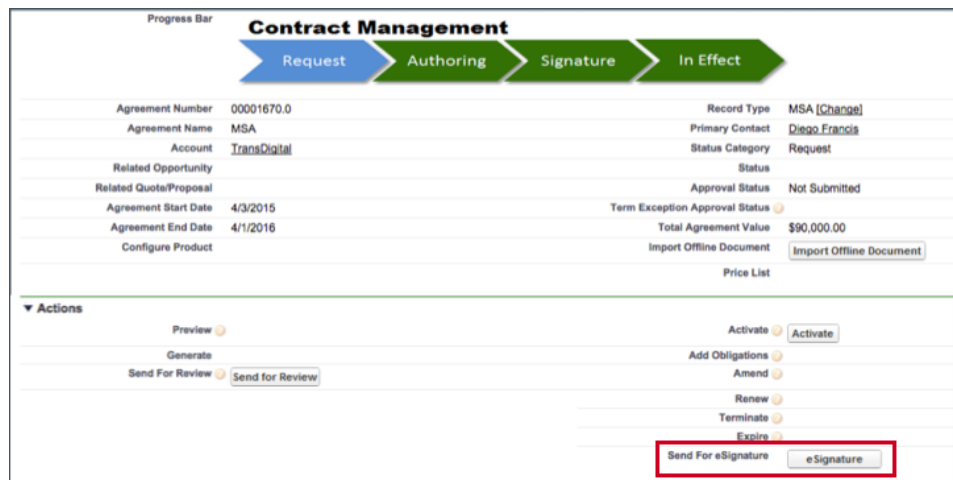 Progress Bar
Contract Management
Request Authoring Signature In Effect
Agreement Number 00001670.0 Record Type MSA [Change]
Agreement Name MSA Primary Contact Diego Francis
Account TransDigital Status Category Request
Related Opportunity Status
Related Quote/Proposal Approval Status Not Submitted
Agreement Start Date 4/3/2015 Term Exception Approval Status
Agreement End Date 4/1/2016 Total Agreement Value $90,000.00
Configure Product Import Offline Document Import Offline Document
Price List
Actions
Preview Activate Activate
Generate Add Obligations
Send For Review Send for Review Amend
Renew
Terminate
Expire
Send For eSignature eSignature